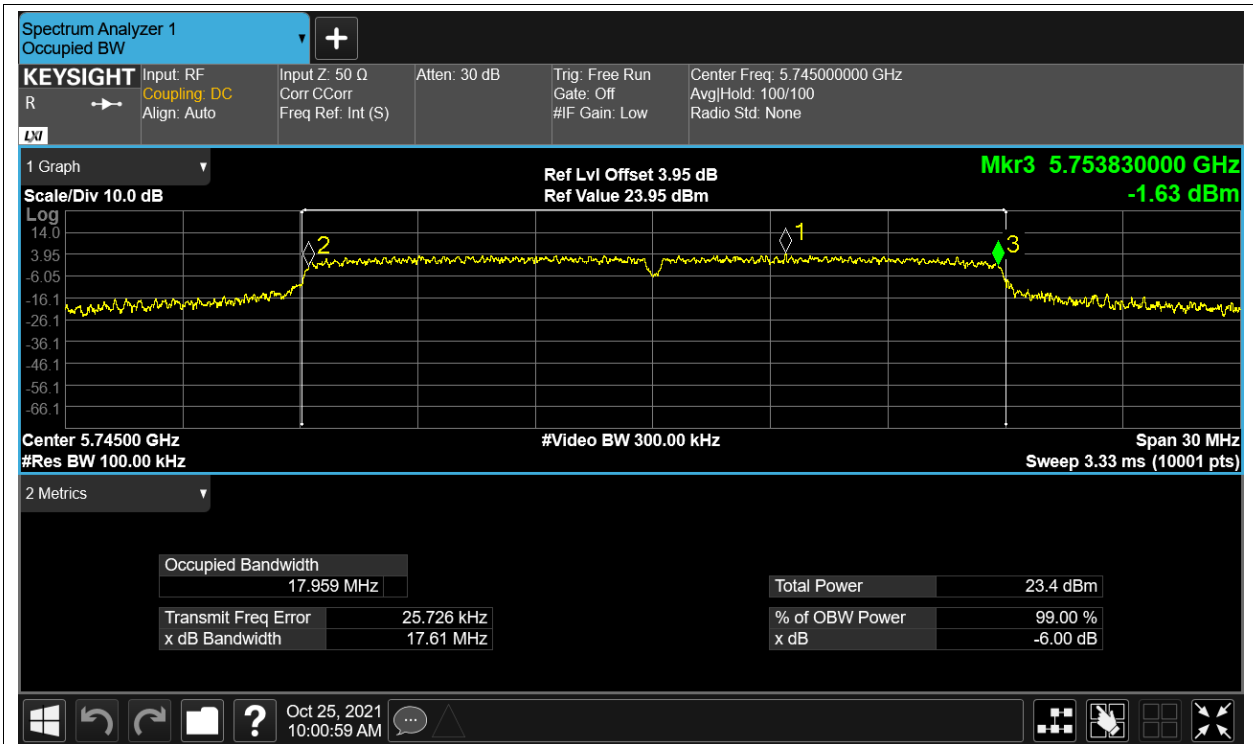 Spectrum Analyzer 1
Occupied BW
▼
+
KEYSIGHT
R
LXI
Input: RF
Coupling: DC
Align: Auto
Input Z: 50 Ω
Corr CCorr
Freq Ref: Int (S)
Atten: 30 dB
Trig: Free Run
Gate: Off
#IF Gain: Low
Center Freq: 5.745000000 GHz
Avg|Hold: 100/100
Radio Std: None
1 Graph ▼
Scale/Div 10.0 dB
Ref Lvl Offset 3.95 dB
Ref Value 23.95 dBm
Mkr3 5.753830000 GHz
-1.63 dBm
Log
14.0
3.95
-6.05
-16.1
-26.1
-36.1
-46.1
-56.1
-66.1
2
1
3
Center 5.74500 GHz
#Res BW 100.00 kHz
#Video BW 300.00 kHz
Span 30 MHz
Sweep 3.33 ms (10001 pts)
2 Metrics ▼
Occupied Bandwidth
17.959 MHz
Transmit Freq Error 25.726 kHz
x dB Bandwidth 17.61 MHz
Total Power 23.4 dBm
% of OBW Power 99.00 %
x dB -6.00 dB
?
Oct 25, 2021
10:00:59 AM